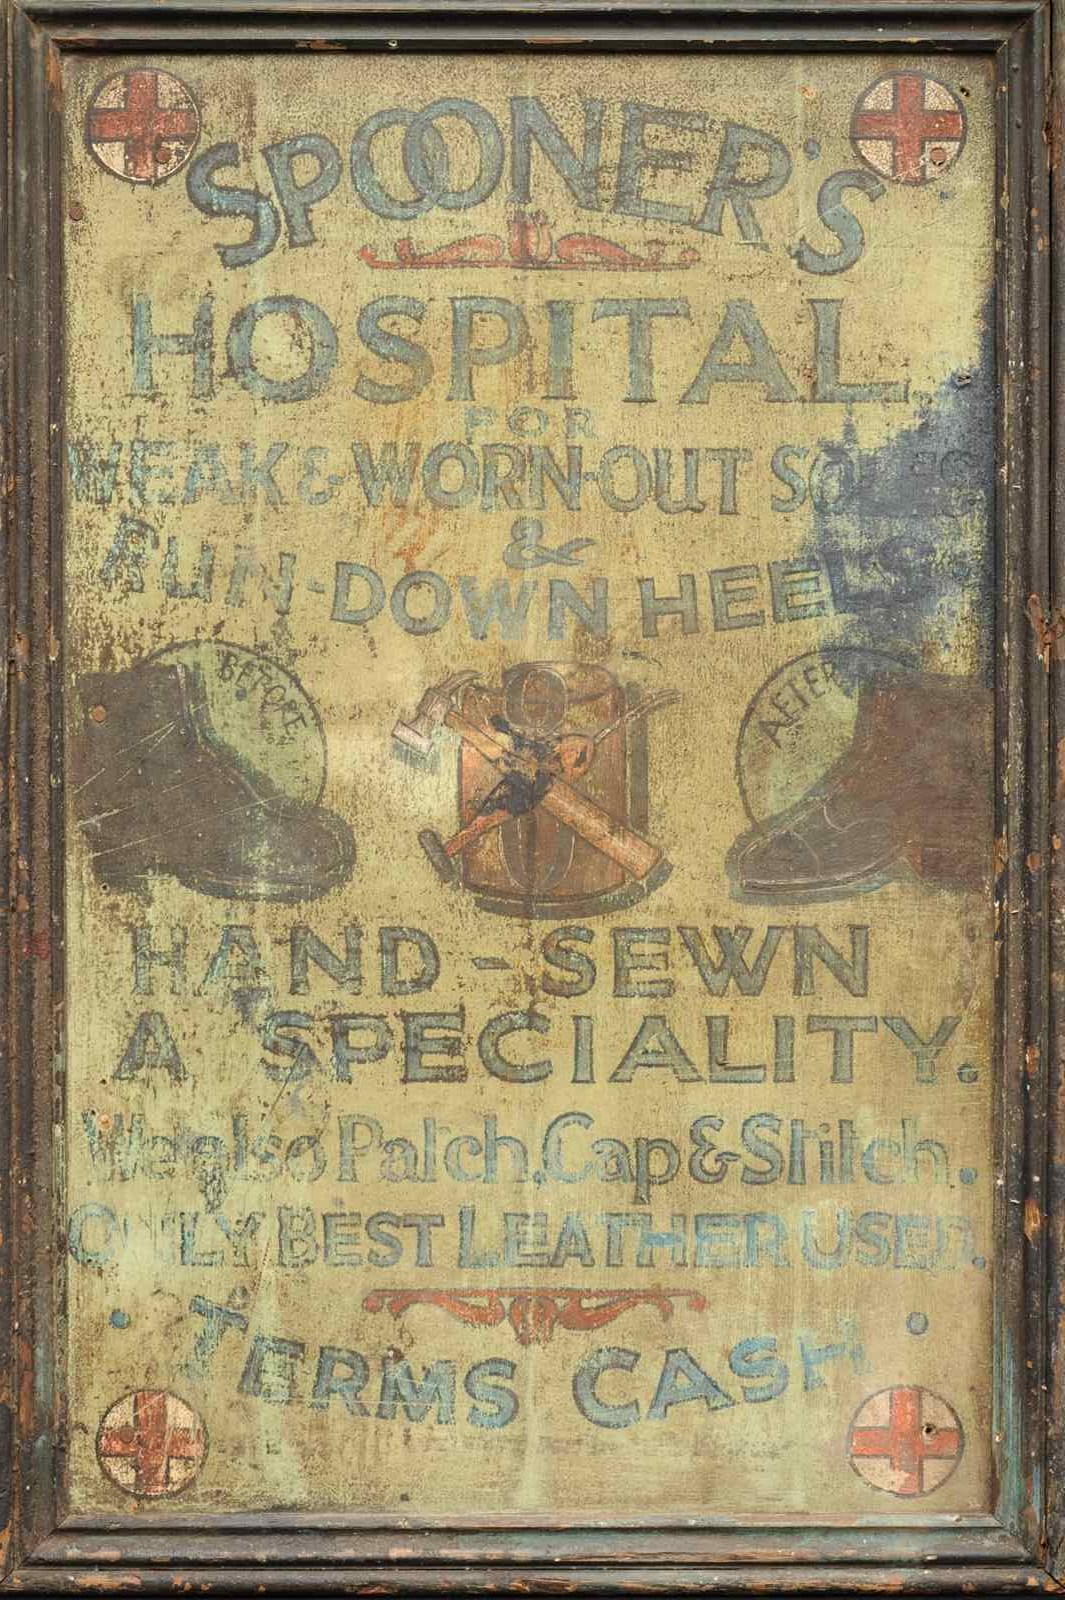 SPOONER'S
HOSPITAL
FOR
WEAK & WORN-OUT SOLES
&
RUN-DOWN HEELS.
BEFORE
AFTER
HAND-SEWN
A SPECIALITY.
We also Patch, Cap & Stitch.
ONLY BEST LEATHER USED.
TERMS CASH